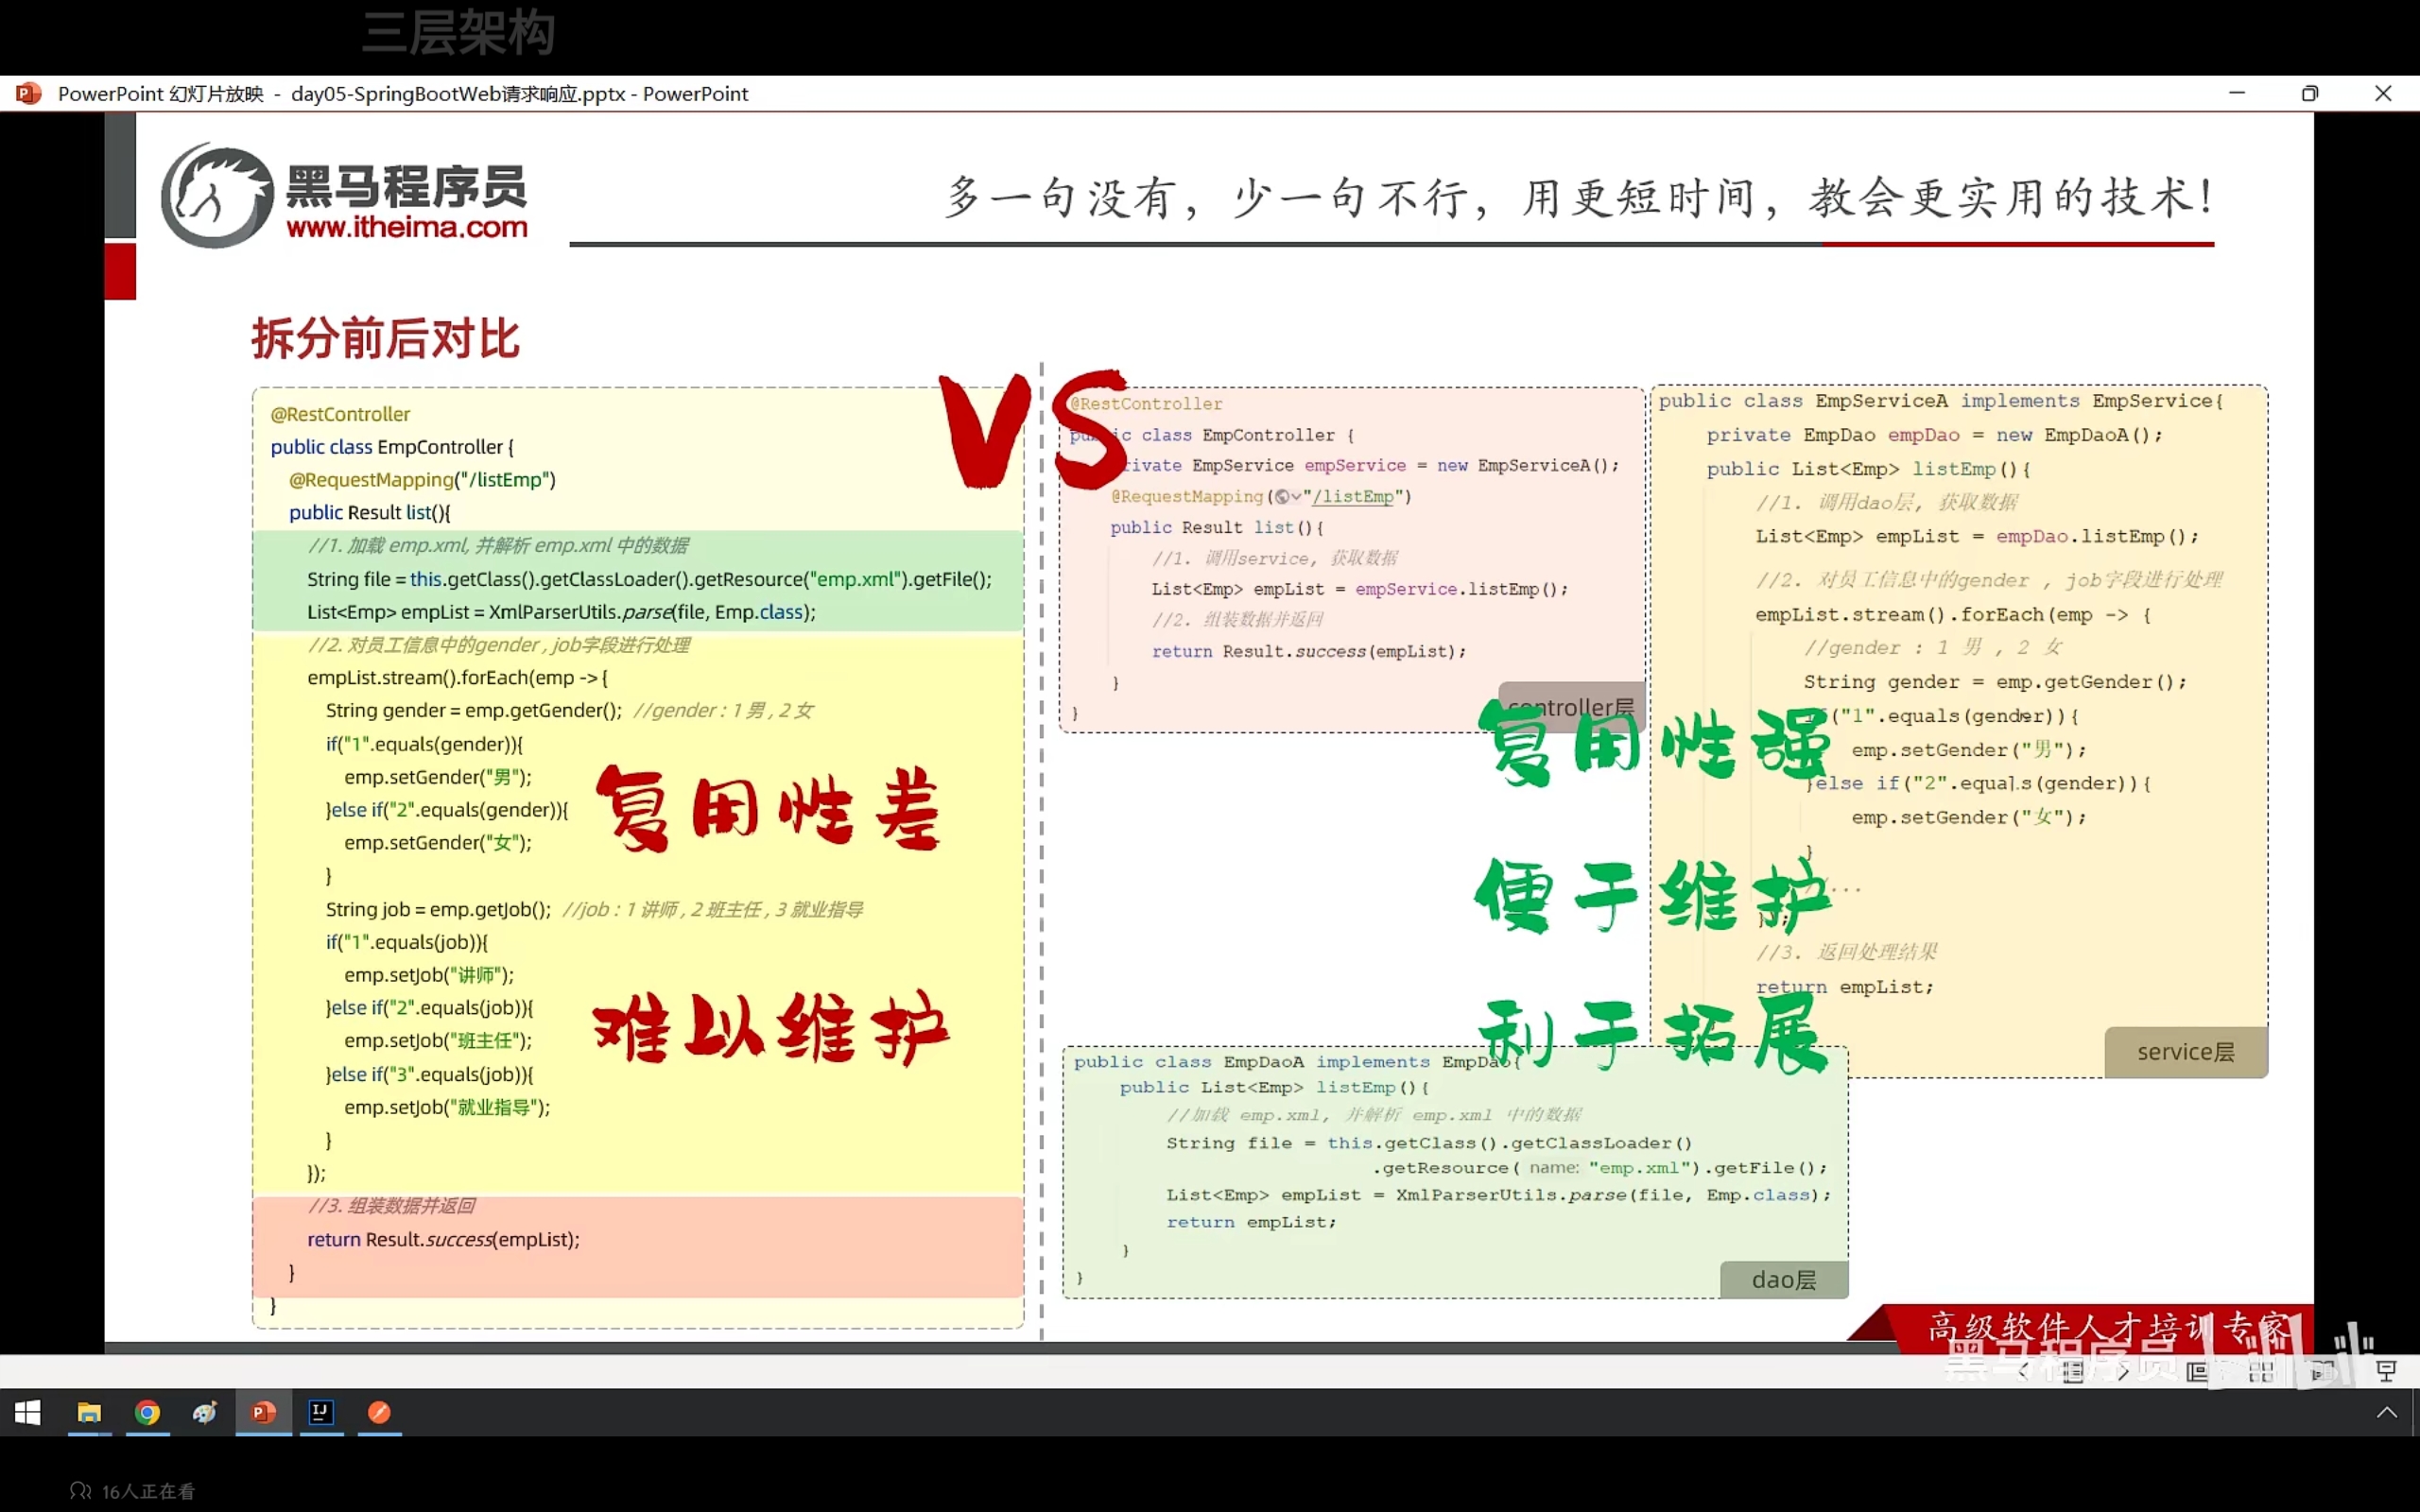 三层架构
PowerPoint 幻灯片放映 - day05-SpringBootWeb请求响应.pptx - PowerPoint
黑马程序员
www.itheima.com
多一句没有，少一句不行，用更短时间，教会更实用的技术！
拆分前后对比
VS
@RestController
public class EmpController {
@RequestMapping("/listEmp")
public Result list(){
//1. 加载 emp.xml, 并解析 emp.xml 中的数据
String file = this.getClass().getClassLoader().getResource("emp.xml").getFile();
List<Emp> empList = XmlParserUtils.parse(file, Emp.class);
//2. 对员工信息中的gender , job字段进行处理
empList.stream().forEach(emp -> {
String gender = emp.getGender(); //gender : 1 男 , 2 女
if("1".equals(gender)){
emp.setGender("男");
}else if("2".equals(gender)){
emp.setGender("女");
}
String job = emp.getJob(); //job : 1 讲师 , 2 班主任 , 3 就业指导
if("1".equals(job)){
emp.setJob("讲师");
}else if("2".equals(job)){
emp.setJob("班主任");
}else if("3".equals(job)){
emp.setJob("就业指导");
}
});
//3. 组装数据并返回
return Result.success(empList);
}
}
复用性差
难以维护
@RestController
public class EmpController {
private EmpService empService = new EmpServiceA();
@RequestMapping("/listEmp")
public Result list(){
//1. 调用service, 获取数据
List<Emp> empList = empService.listEmp();
//2. 组装数据并返回
return Result.success(empList);
}
}
controller层
public class EmpServiceA implements EmpService{
private EmpDao empDao = new EmpDaoA();
public List<Emp> listEmp(){
//1. 调用dao层, 获取数据
List<Emp> empList = empDao.listEmp();
//2. 对员工信息中的gender , job字段进行处理
empList.stream().forEach(emp -> {
//gender : 1 男 , 2 女
String gender = emp.getGender();
if("1".equals(gender)){
emp.setGender("男");
}else if("2".equals(gender)){
emp.setGender("女");
}
//...
});
//3. 返回处理结果
return empList;
service层
复用性强
便于维护
利于拓展
public class EmpDaoA implements EmpDao{
public List<Emp> listEmp(){
//加载 emp.xml, 并解析 emp.xml 中的数据
String file = this.getClass().getClassLoader()
.getResource( name: "emp.xml").getFile();
List<Emp> empList = XmlParserUtils.parse(file, Emp.class);
return empList;
}
}
dao层
高级软件人才培训专家
黑马程序员
16人正在看